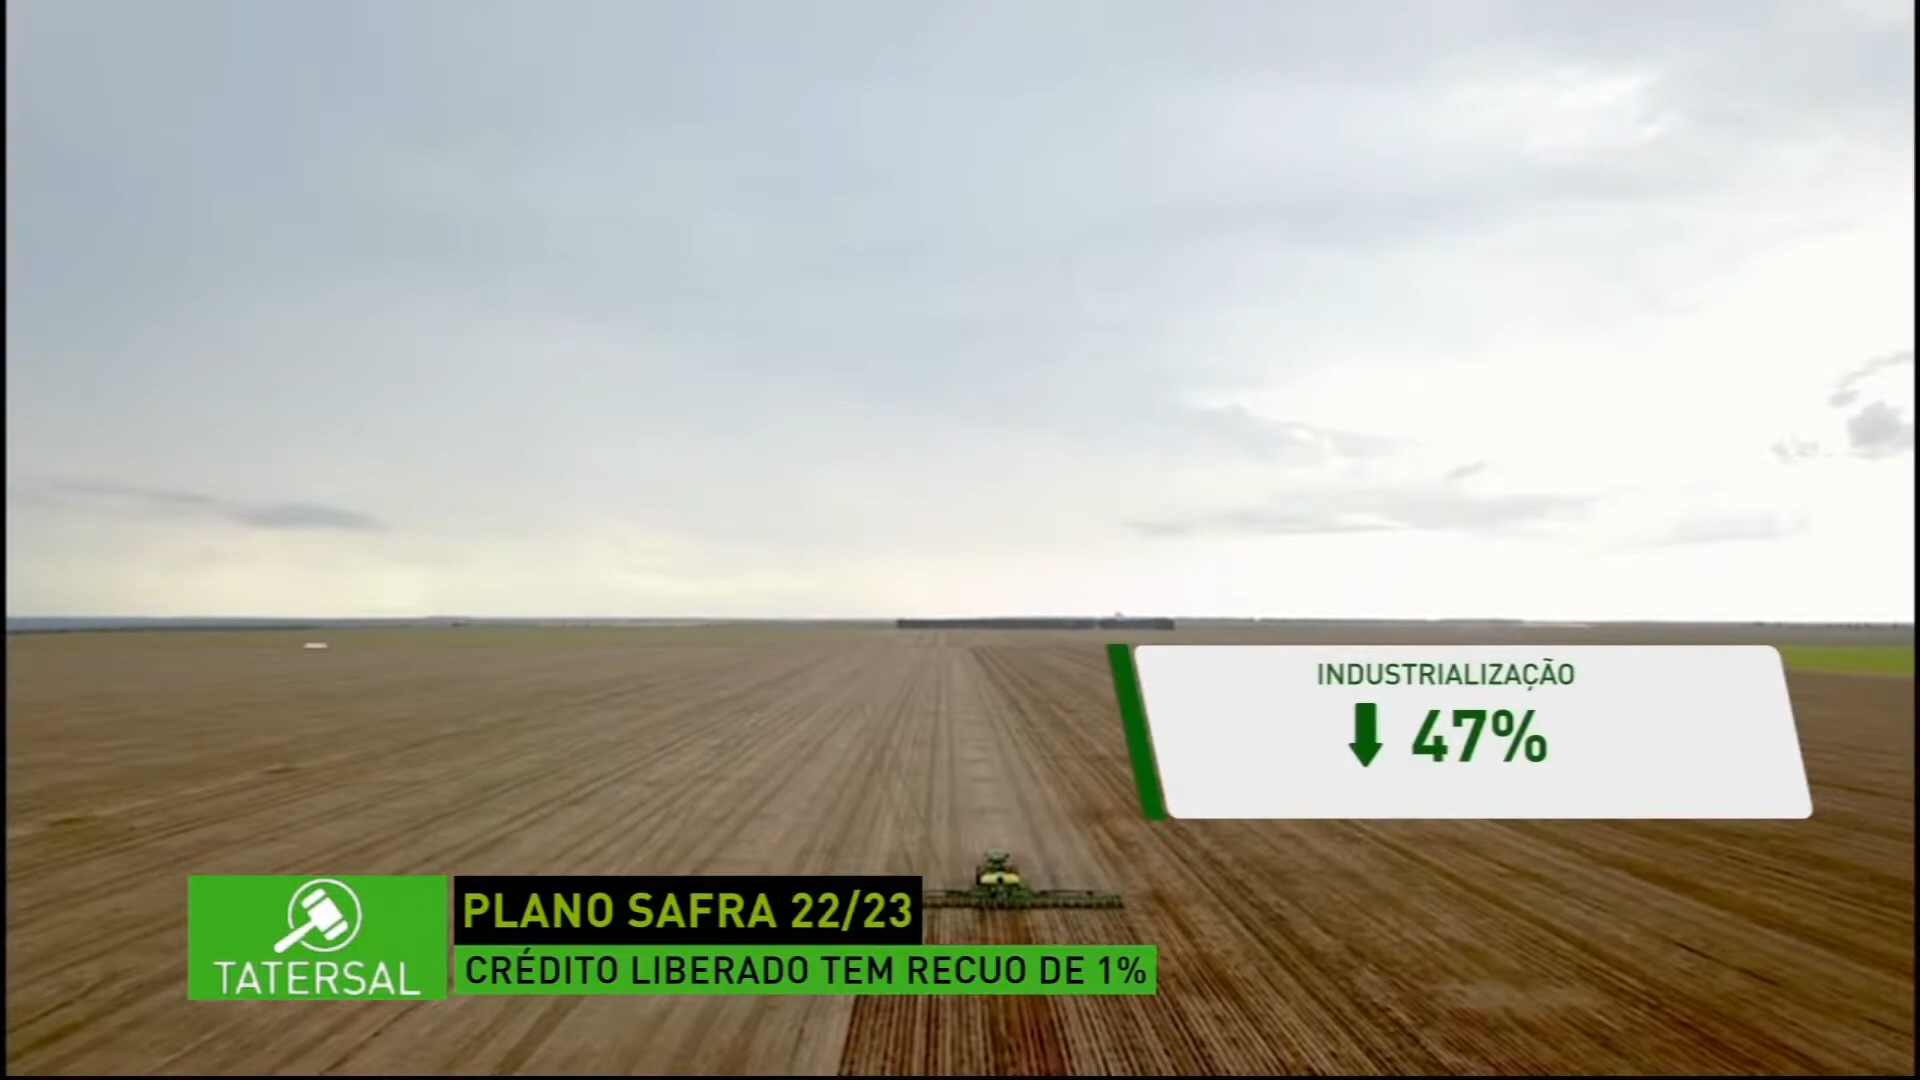 INDUSTRIALIZAÇÃO
47%
PLANO SAFRA 22/23
CRÉDITO LIBERADO TEM RECUO DE 1%
TATERSAL